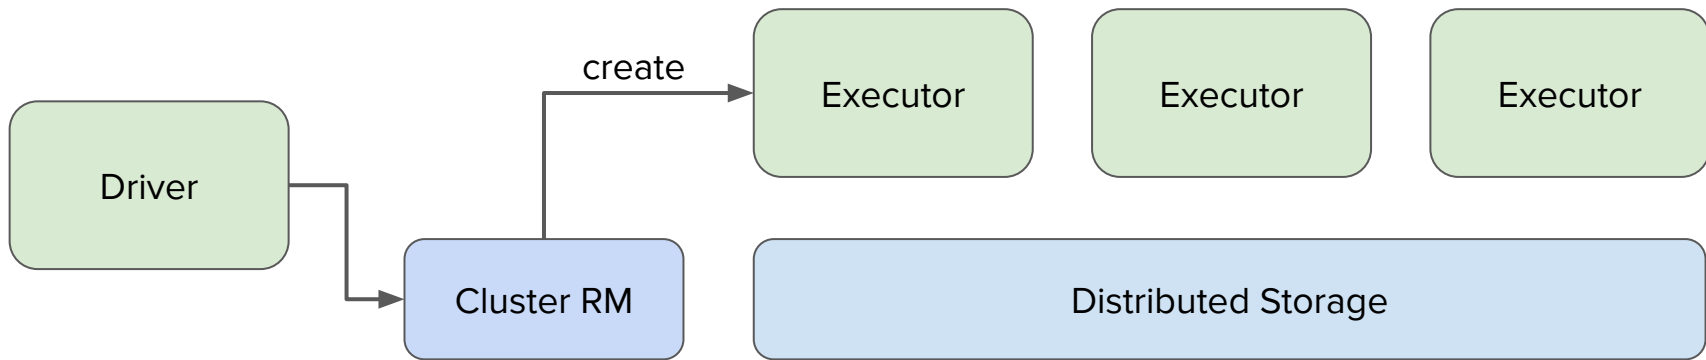 create
Executor
Executor
Executor
Driver
Cluster RM
Distributed Storage